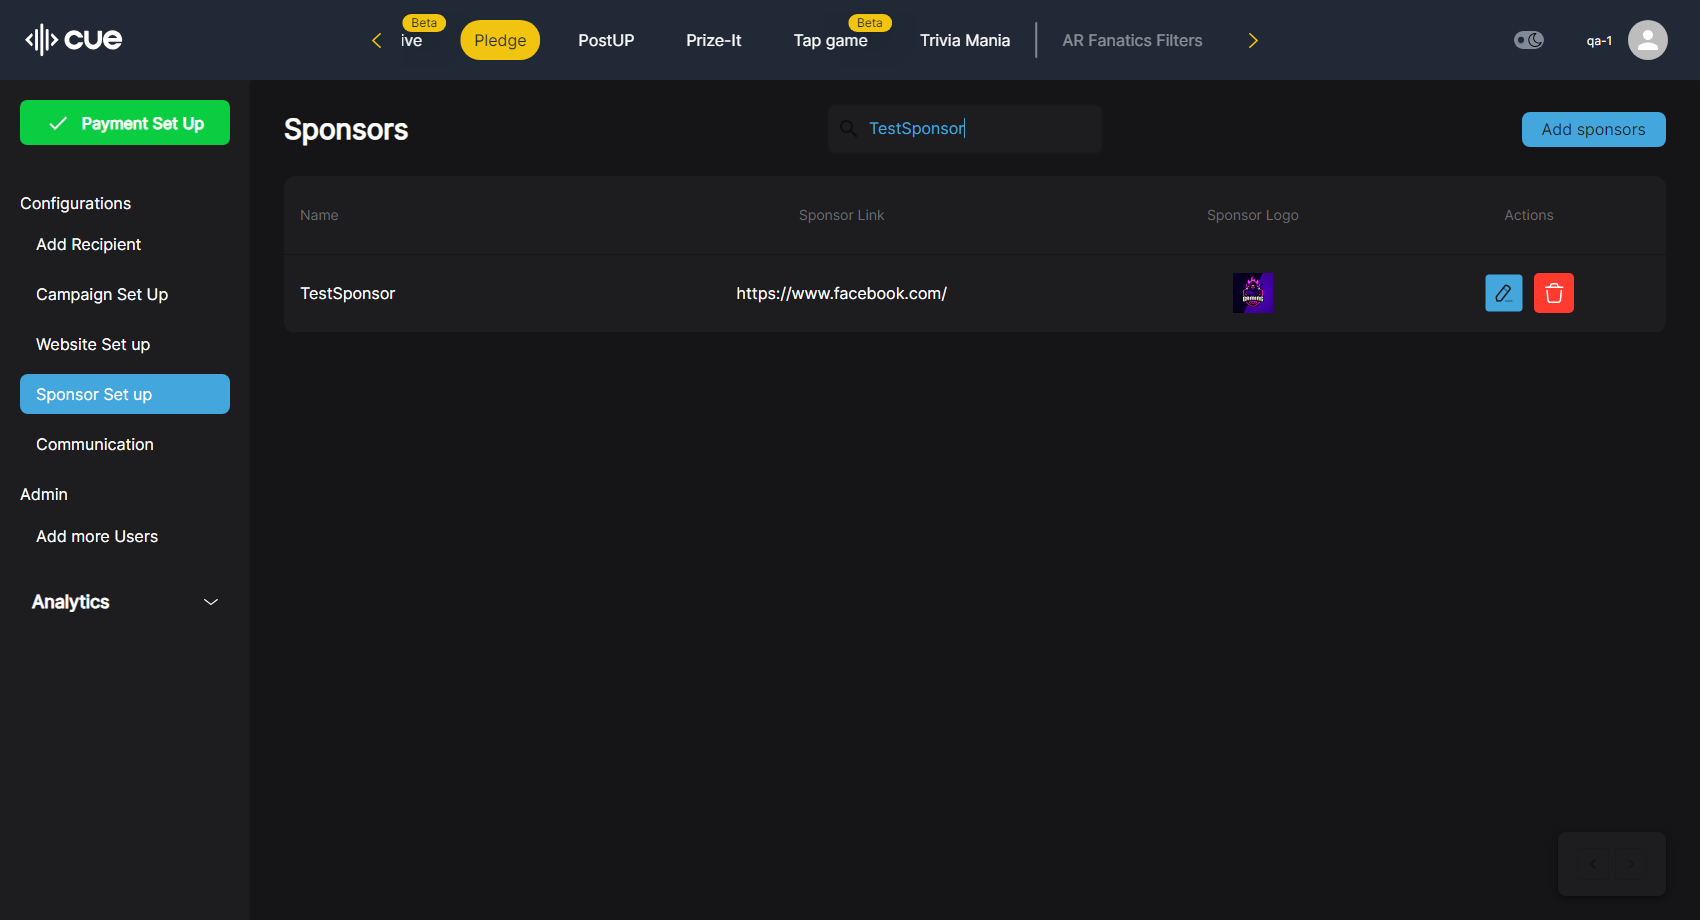 cue
Beta
ive
Pledge
PostUP
Prize-It
Beta
Tap game
Trivia Mania
AR Fanatics Filters
qa-1
Payment Set Up
Configurations
Add Recipient
Campaign Set Up
Website Set up
Sponsor Set up
Communication
Admin
Add more Users
Analytics
Sponsors
TestSponsor
Add sponsors
Name Sponsor Link Sponsor Logo Actions
TestSponsor https://www.facebook.com/ GAMING